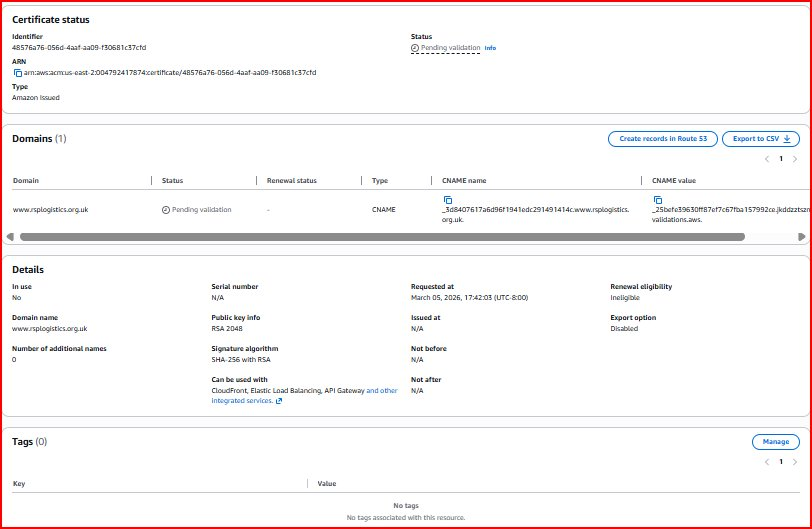 Certificate status
Identifier
48576a76-056d-4aaf-aa09-f30681c37cfd
Status
Pending validation Info
ARN
arn:aws:acm:us-east-2:004792417874:certificate/48576a76-056d-4aaf-aa09-f30681c37cfd
Type
Amazon Issued
Domains (1)
Create records in Route 53
Export to CSV
1
Domain Status Renewal status Type CNAME name CNAME value
www.rsplogistics.org.uk Pending validation - CNAME
_3d8407617a6d96f1941edc291491414c.www.rsplogistics.
org.uk.
_25befe39630ff87ef7c67fba157992ce.jkddzztszn
validations.aws.
Details
In use
No
Serial number
N/A
Requested at
March 05, 2026, 17:42:03 (UTC-8:00)
Renewal eligibility
Ineligible
Domain name
www.rsplogistics.org.uk
Public key info
RSA 2048
Issued at
N/A
Export option
Disabled
Number of additional names
0
Signature algorithm
SHA-256 with RSA
Not before
N/A
Can be used with
CloudFront, Elastic Load Balancing, API Gateway and other
integrated services.
Not after
N/A
Tags (0)
Manage
1
Key Value
No tags
No tags associated with this resource.